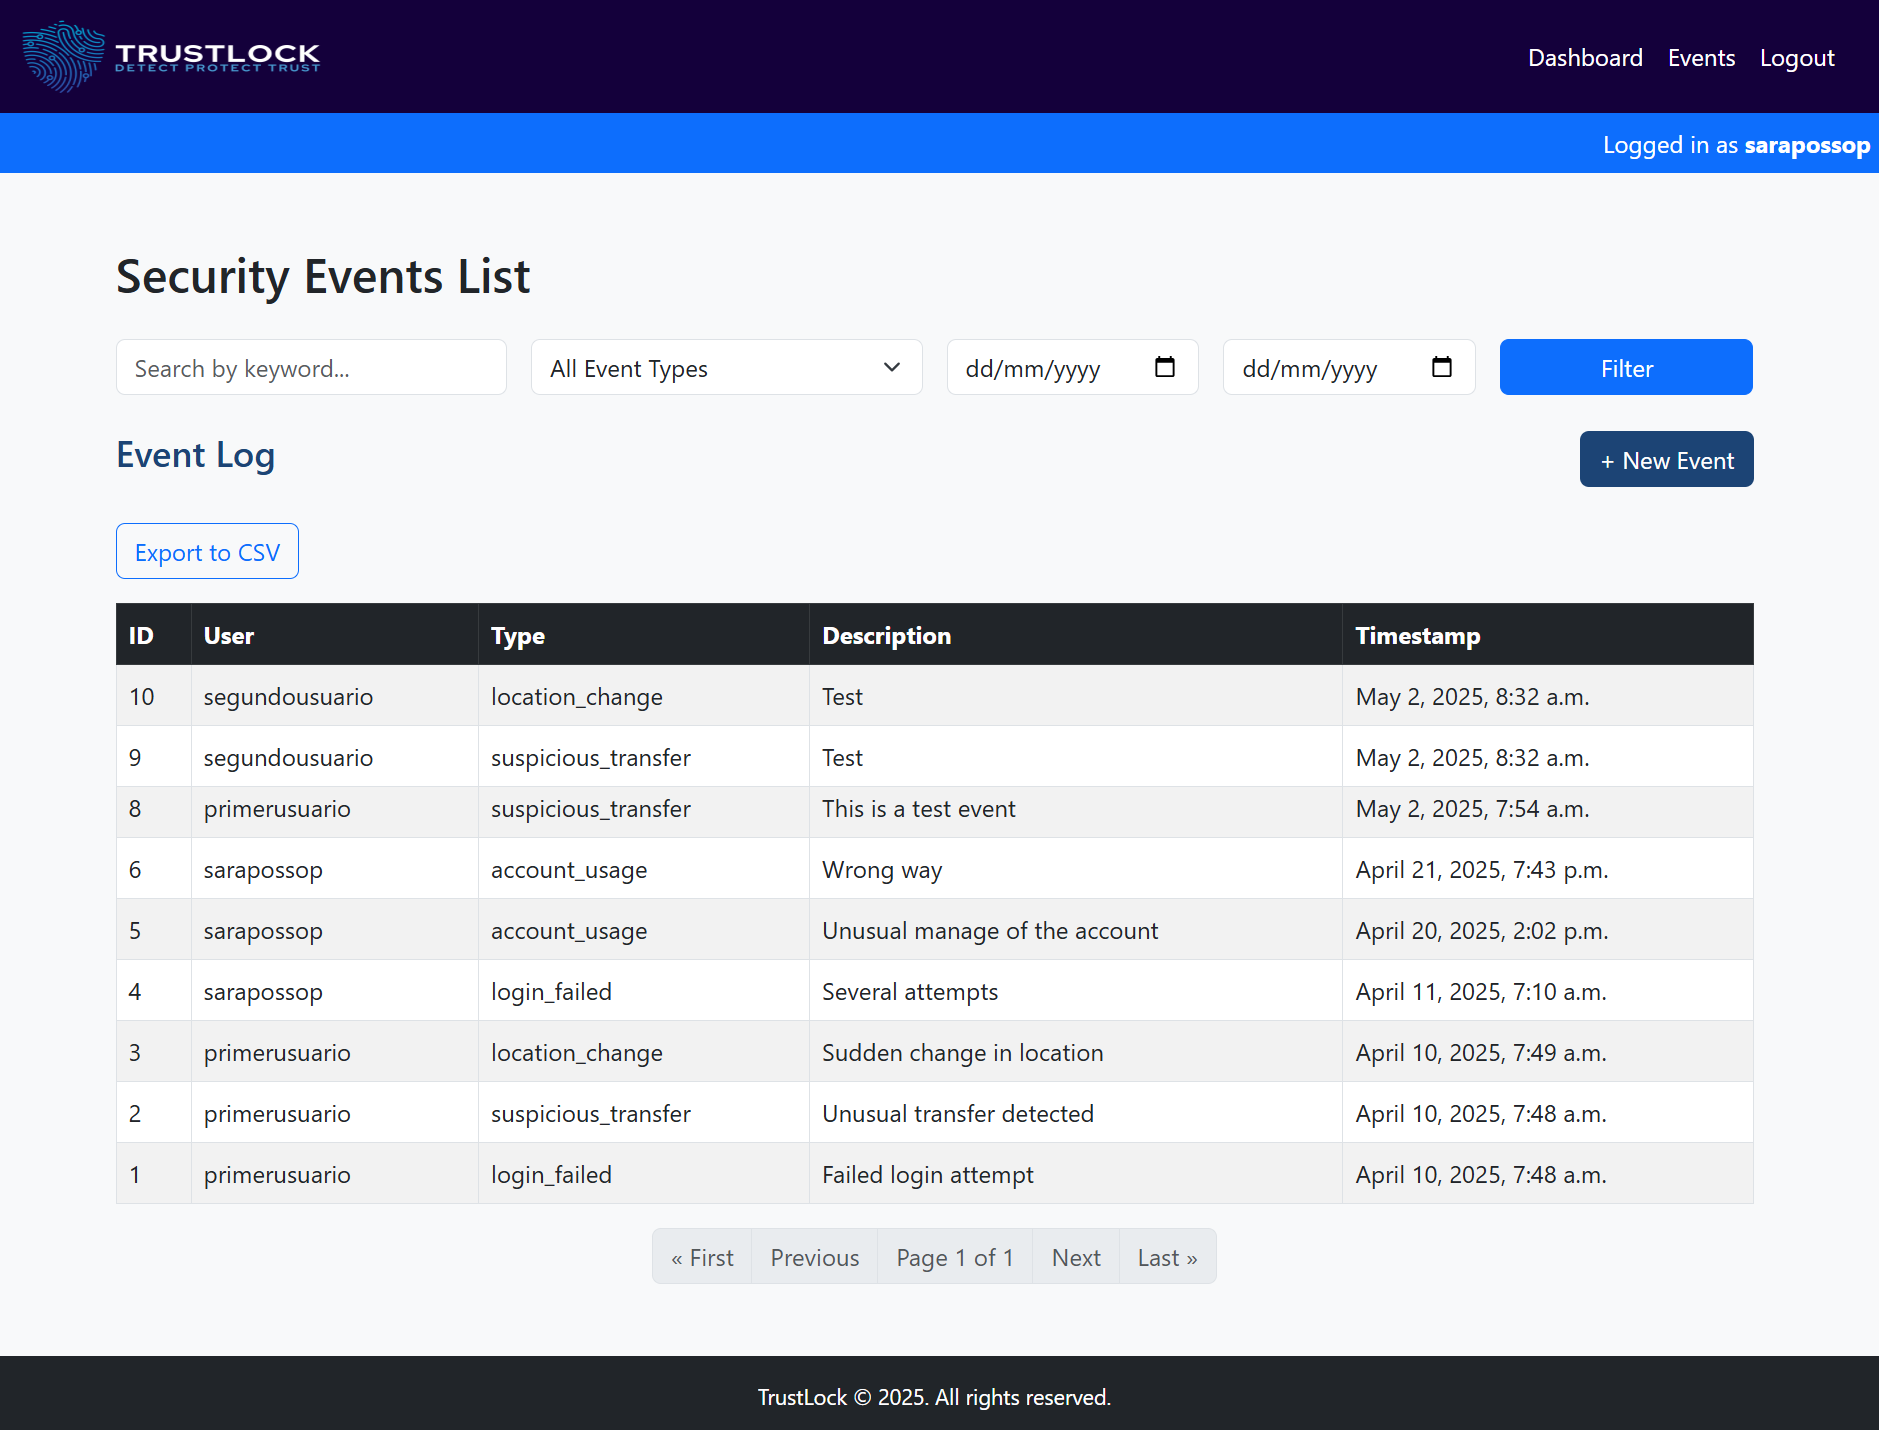 TRUSTLOCK
DETECT PROTECT TRUST
Dashboard Events Logout
Logged in as sarapossop
Security Events List
Search by keyword... All Event Types dd/mm/yyyy dd/mm/yyyy Filter
Event Log + New Event
Export to CSV
ID User Type Description Timestamp
10 segundousuario location_change Test May 2, 2025, 8:32 a.m.
9 segundousuario suspicious_transfer Test May 2, 2025, 8:32 a.m.
8 primerusuario suspicious_transfer This is a test event May 2, 2025, 7:54 a.m.
6 sarapossop account_usage Wrong way April 21, 2025, 7:43 p.m.
5 sarapossop account_usage Unusual manage of the account April 20, 2025, 2:02 p.m.
4 sarapossop login_failed Several attempts April 11, 2025, 7:10 a.m.
3 primerusuario location_change Sudden change in location April 10, 2025, 7:49 a.m.
2 primerusuario suspicious_transfer Unusual transfer detected April 10, 2025, 7:48 a.m.
1 primerusuario login_failed Failed login attempt April 10, 2025, 7:48 a.m.
« First Previous Page 1 of 1 Next Last »
TrustLock © 2025. All rights reserved.